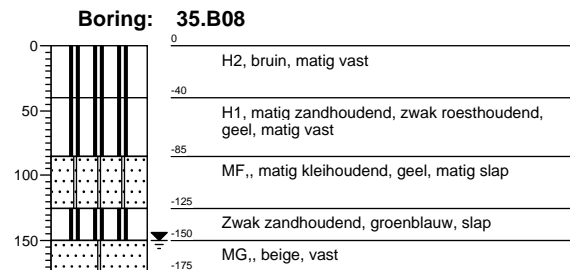 Boring: 35.B08
0
0
H2, bruin, matig vast
-40
50
H1, matig zandhoudend, zwak roesthoudend,
geel, matig vast
-85
100
MF,, matig kleihoudend, geel, matig slap
-125
Zwak zandhoudend, groenblauw, slap
150
-150
MG,, beige, vast
-175